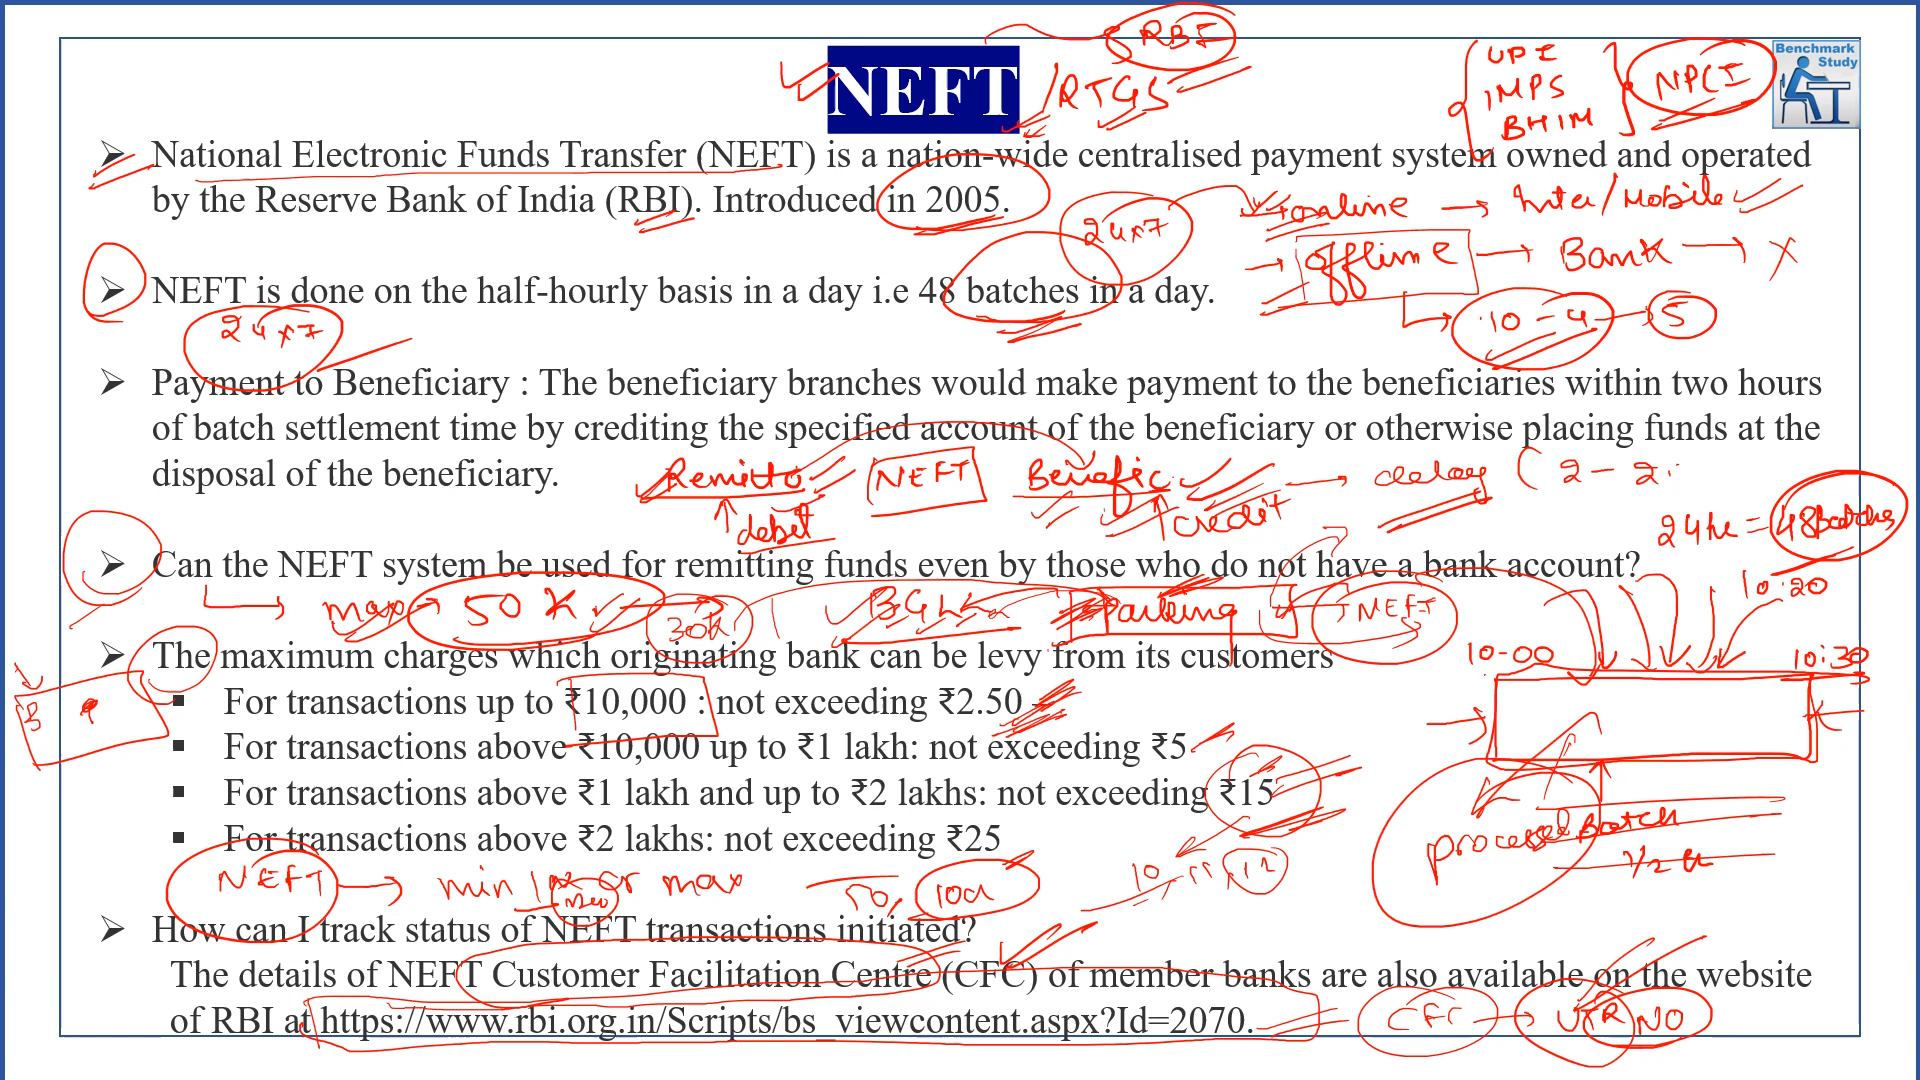 RBI
NEFT
/RTGS
UPI
IMPS
BHIM
NPCI
Benchmark
Study
➢ National Electronic Funds Transfer (NEFT) is a nation-wide centralised payment system owned and operated
by the Reserve Bank of India (RBI). Introduced in 2005.
online → Inter/Mobile
24x7
offline → Bank → X
➢ NEFT is done on the half-hourly basis in a day i.e 48 batches in a day.
24x7
10 - 4 5
➢ Payment to Beneficiary : The beneficiary branches would make payment to the beneficiaries within two hours
of batch settlement time by crediting the specified account of the beneficiary or otherwise placing funds at the
disposal of the beneficiary.
NEFT
Benefic → delay (2 - 2
debit
credit
48 batches
➢ Can the NEFT system be used for remitting funds even by those who do not have a bank account?
10:20
max → 50K
30K
BGL
Parking
NEFT
➢ The maximum charges which originating bank can be levy from its customers
10-00
10:30
▪ For transactions up to ₹10,000 : not exceeding ₹2.50
▪ For transactions above ₹10,000 up to ₹1 lakh: not exceeding ₹5
▪ For transactions above ₹1 lakh and up to ₹2 lakhs: not exceeding ₹15
▪ For transactions above ₹2 lakhs: not exceeding ₹25
processed Batch
NEFT → min 1 or max
10 11 12
➢ How can I track status of NEFT transactions initiated?
The details of NEFT Customer Facilitation Centre (CFC) of member banks are also available on the website
of RBI at https://www.rbi.org.in/Scripts/bs_viewcontent.aspx?Id=2070.
CFC → UTR NO